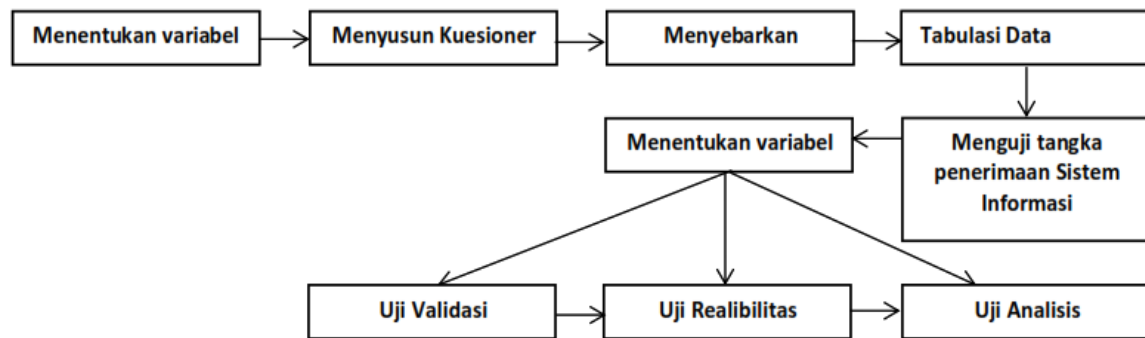 Menentukan variabel
Menyusun Kuesioner
Menyebarkan
Tabulasi Data
Menguji tangka
penerimaan Sistem
Informasi
Menentukan variabel
Uji Validasi
Uji Realibilitas
Uji Analisis